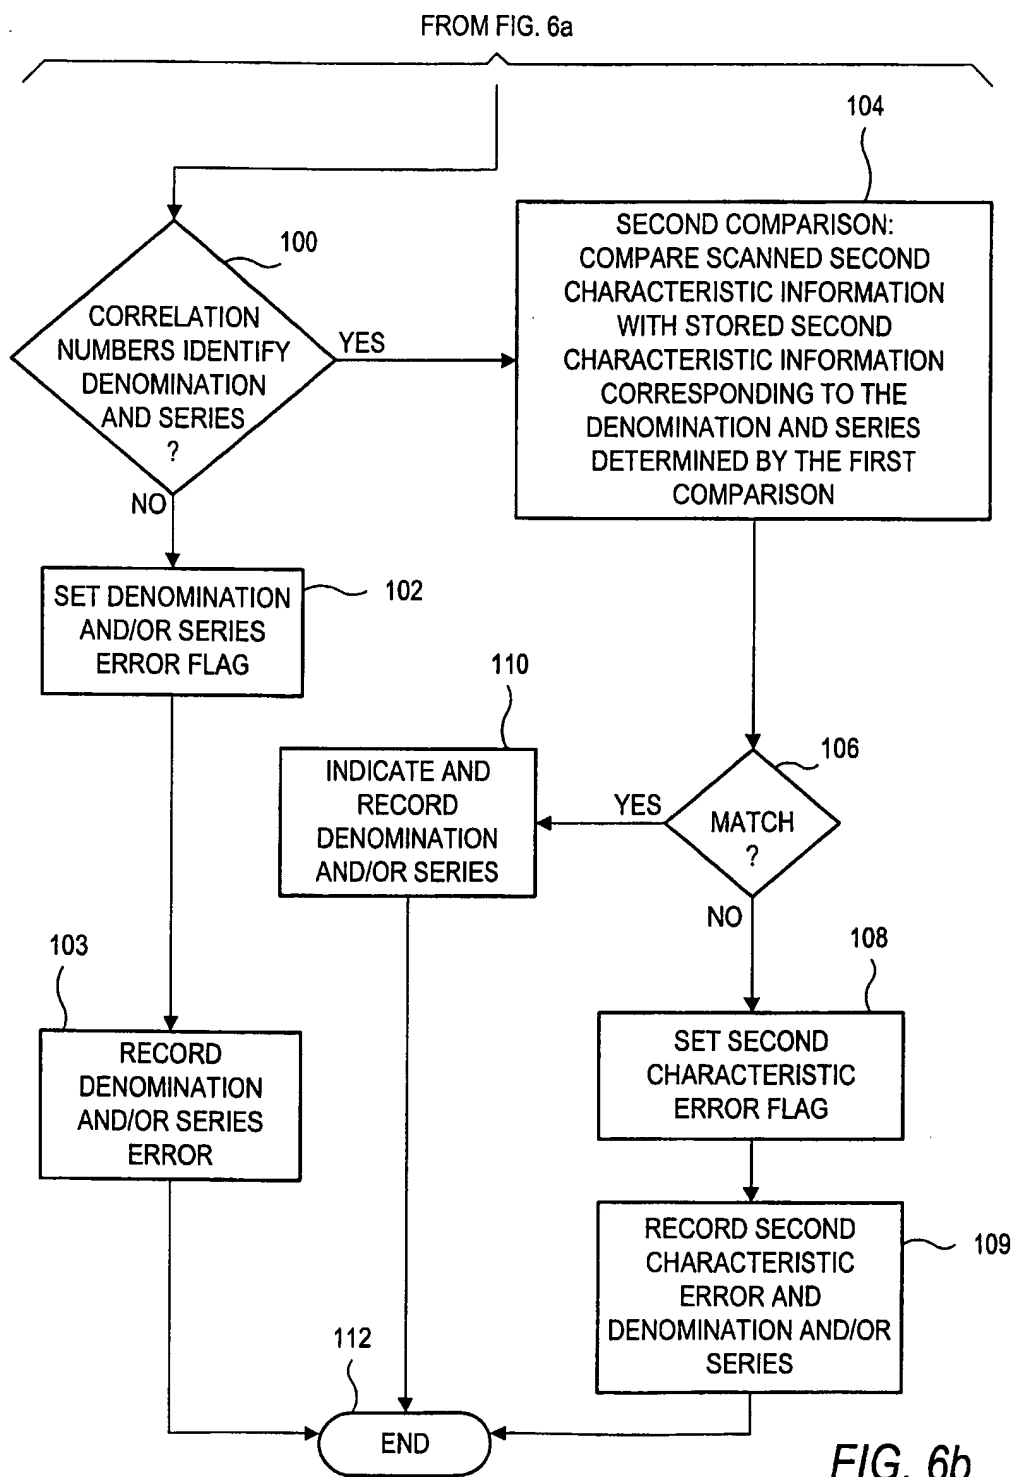 FROM FIG. 6a
100
CORRELATION
NUMBERS IDENTIFY
DENOMINATION
AND SERIES
?
YES
NO
104
SECOND COMPARISON:
COMPARE SCANNED SECOND
CHARACTERISTIC INFORMATION
WITH STORED SECOND
CHARACTERISTIC INFORMATION
CORRESPONDING TO THE
DENOMINATION AND SERIES
DETERMINED BY THE FIRST
COMPARISON
102
SET DENOMINATION
AND/OR SERIES
ERROR FLAG
110
INDICATE AND
RECORD
DENOMINATION
AND/OR SERIES
106
YES
MATCH
?
NO
103
RECORD
DENOMINATION
AND/OR SERIES
ERROR
108
SET SECOND
CHARACTERISTIC
ERROR FLAG
109
RECORD SECOND
CHARACTERISTIC
ERROR AND
DENOMINATION AND/OR
SERIES
112
END
FIG. 6b